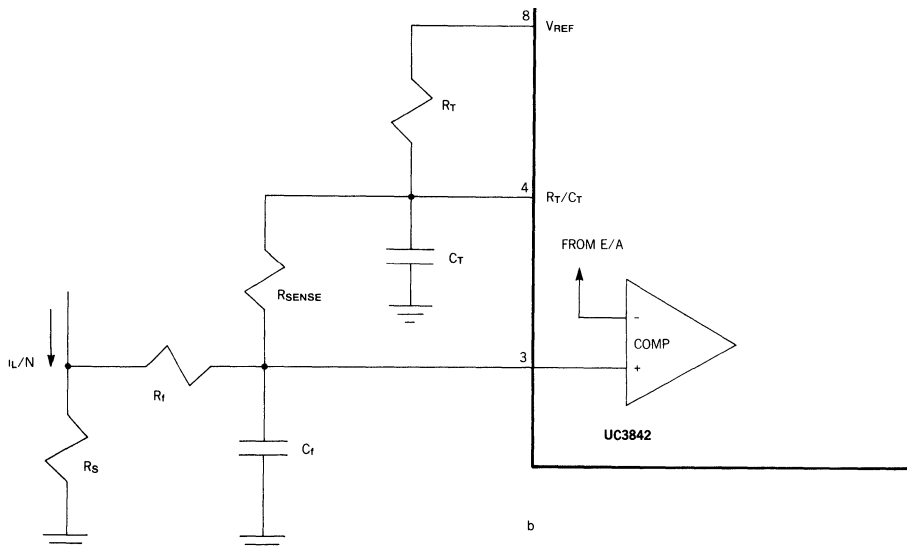 8
VREF
RT
4
RT/CT
FROM E/A
CT
RSENSE
-
COMP
+
3
iL/N
Rf
UC3842
Cf
RS
b